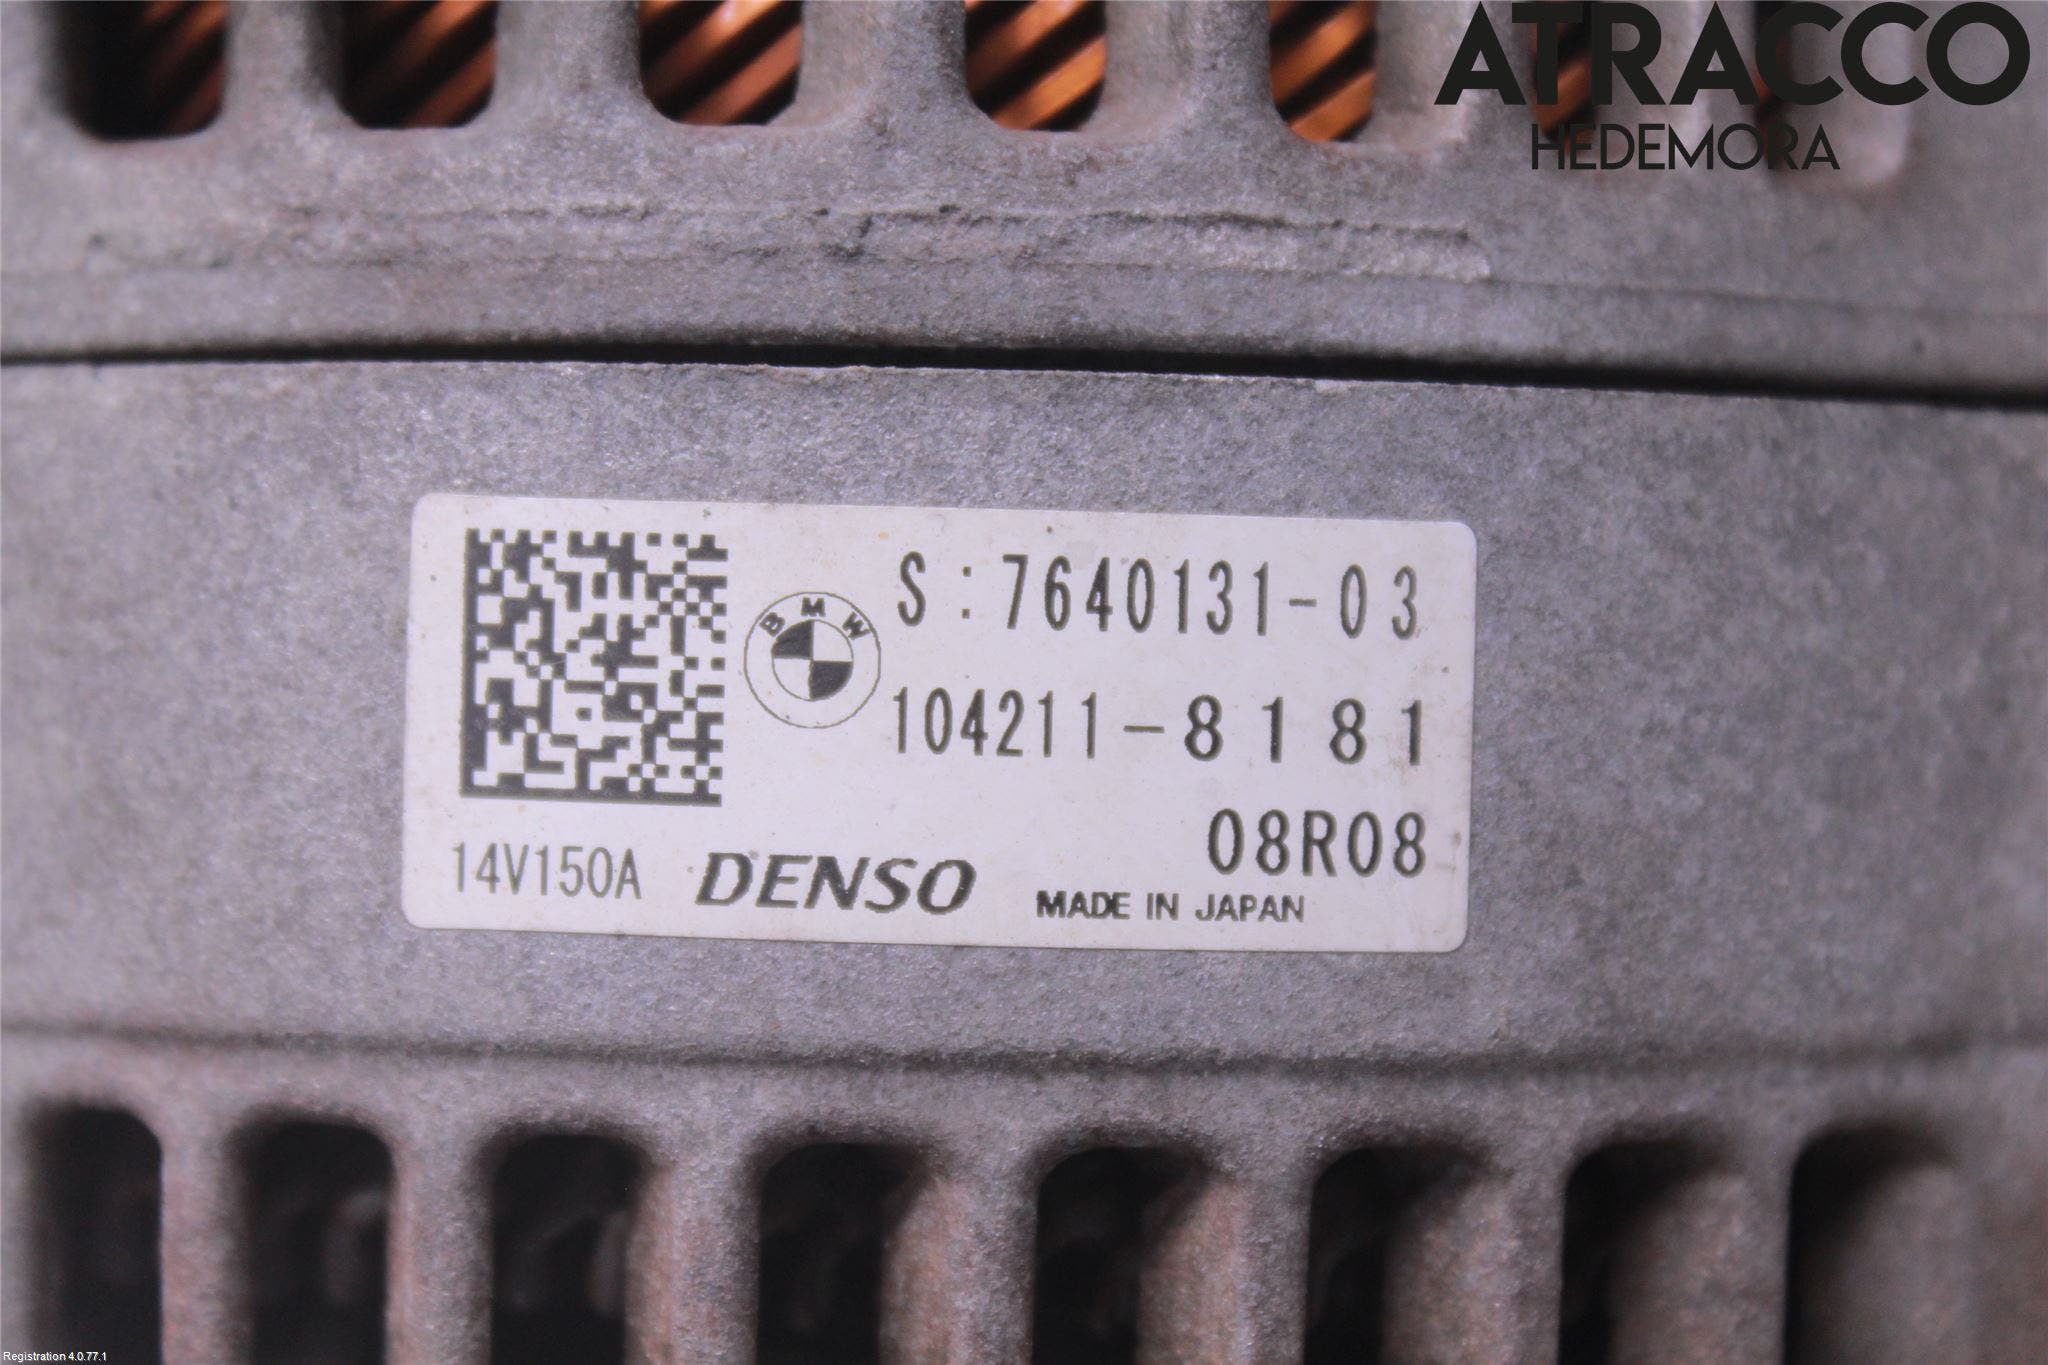 ATRACCO
HEDEMORA
BMW
S:7640131-03
104211-8181
08R08
14V150A DENSO MADE IN JAPAN
Registration 4.0.77.1